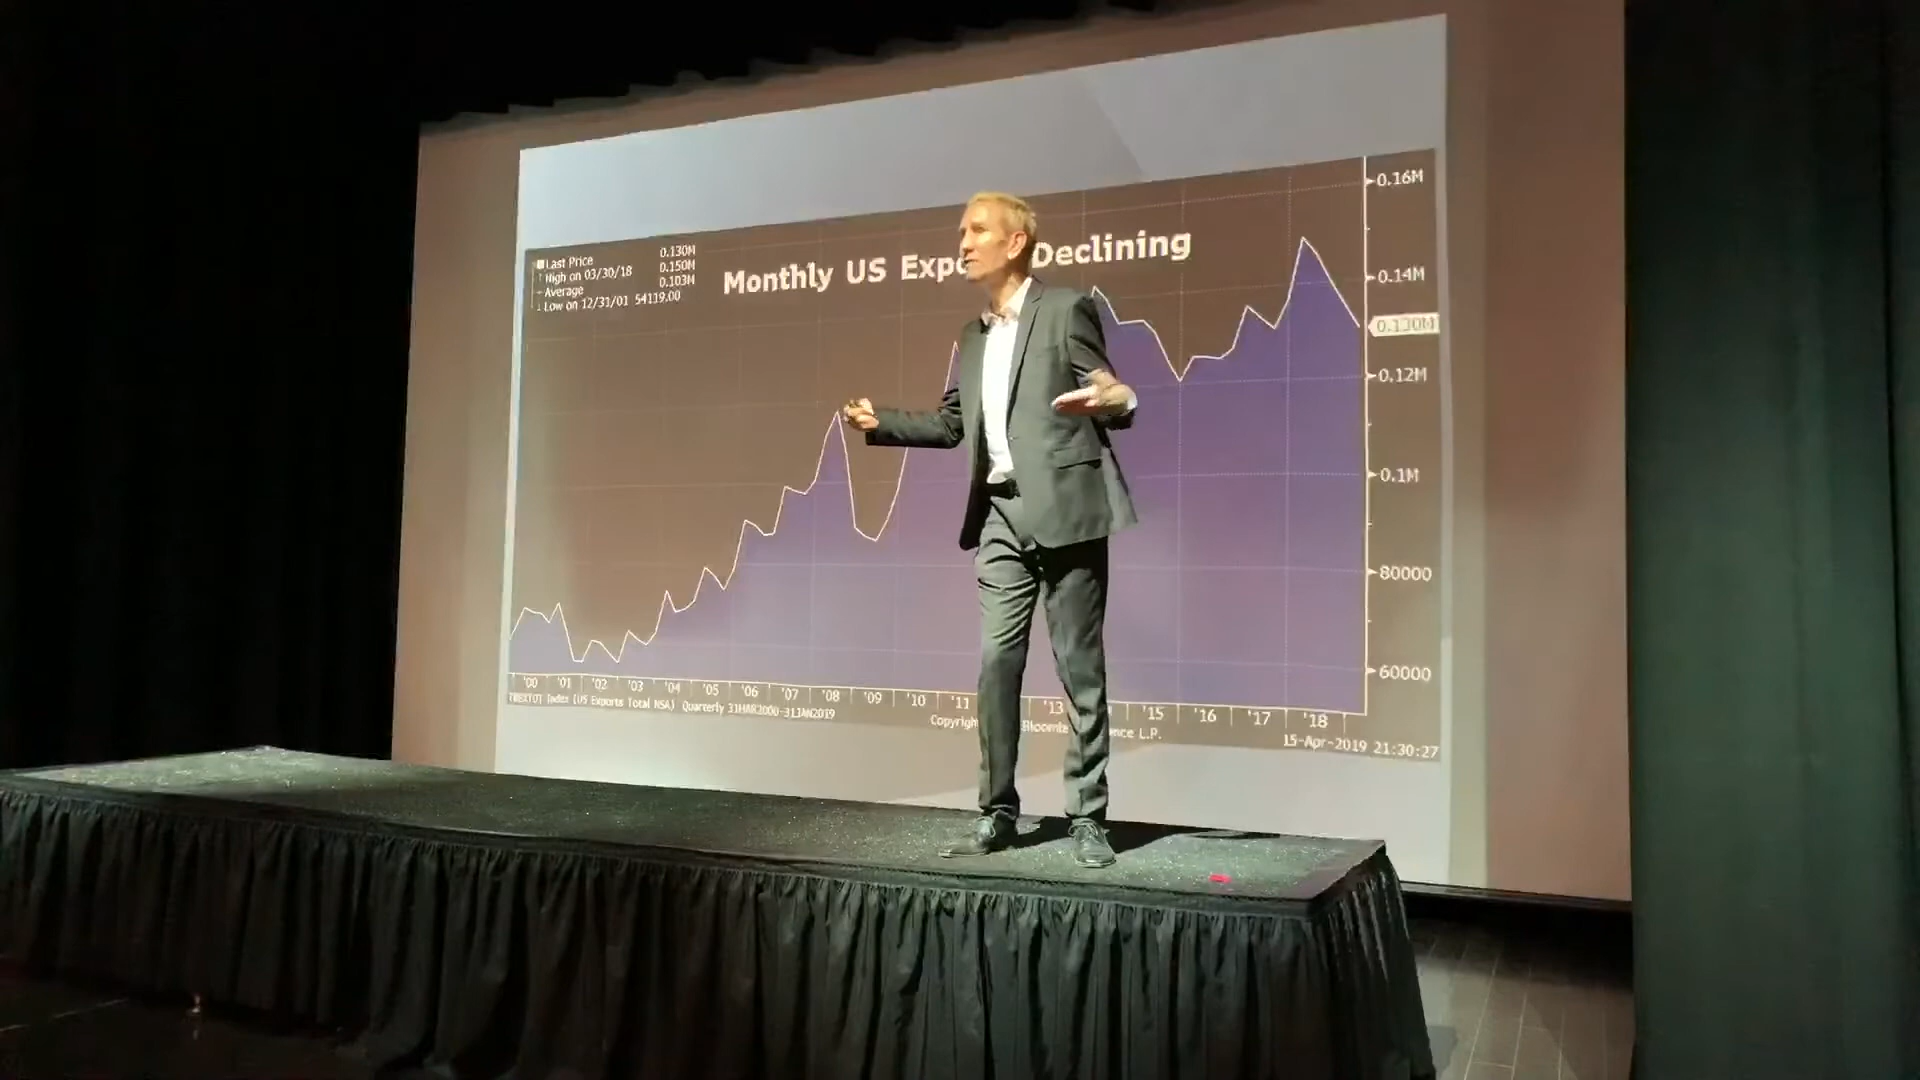 Monthly US Expo Declining
Last Price 0.130M
High on 03/30/18 0.150M
Average 0.103M
Low on 12/31/01 54119.00
0.16M
0.14M
0.130M
0.12M
0.1M
80000
60000
'00 '01 '02 '03 '04 '05 '06 '07 '08 '09 '10 '11 '13 '15 '16 '17 '18
Index (US Exports Total NSA) Quarterly 31MAR2000-31JAN2019
Copyrigh Bloomb nce L.P.
15-Apr-2019 21:30:27